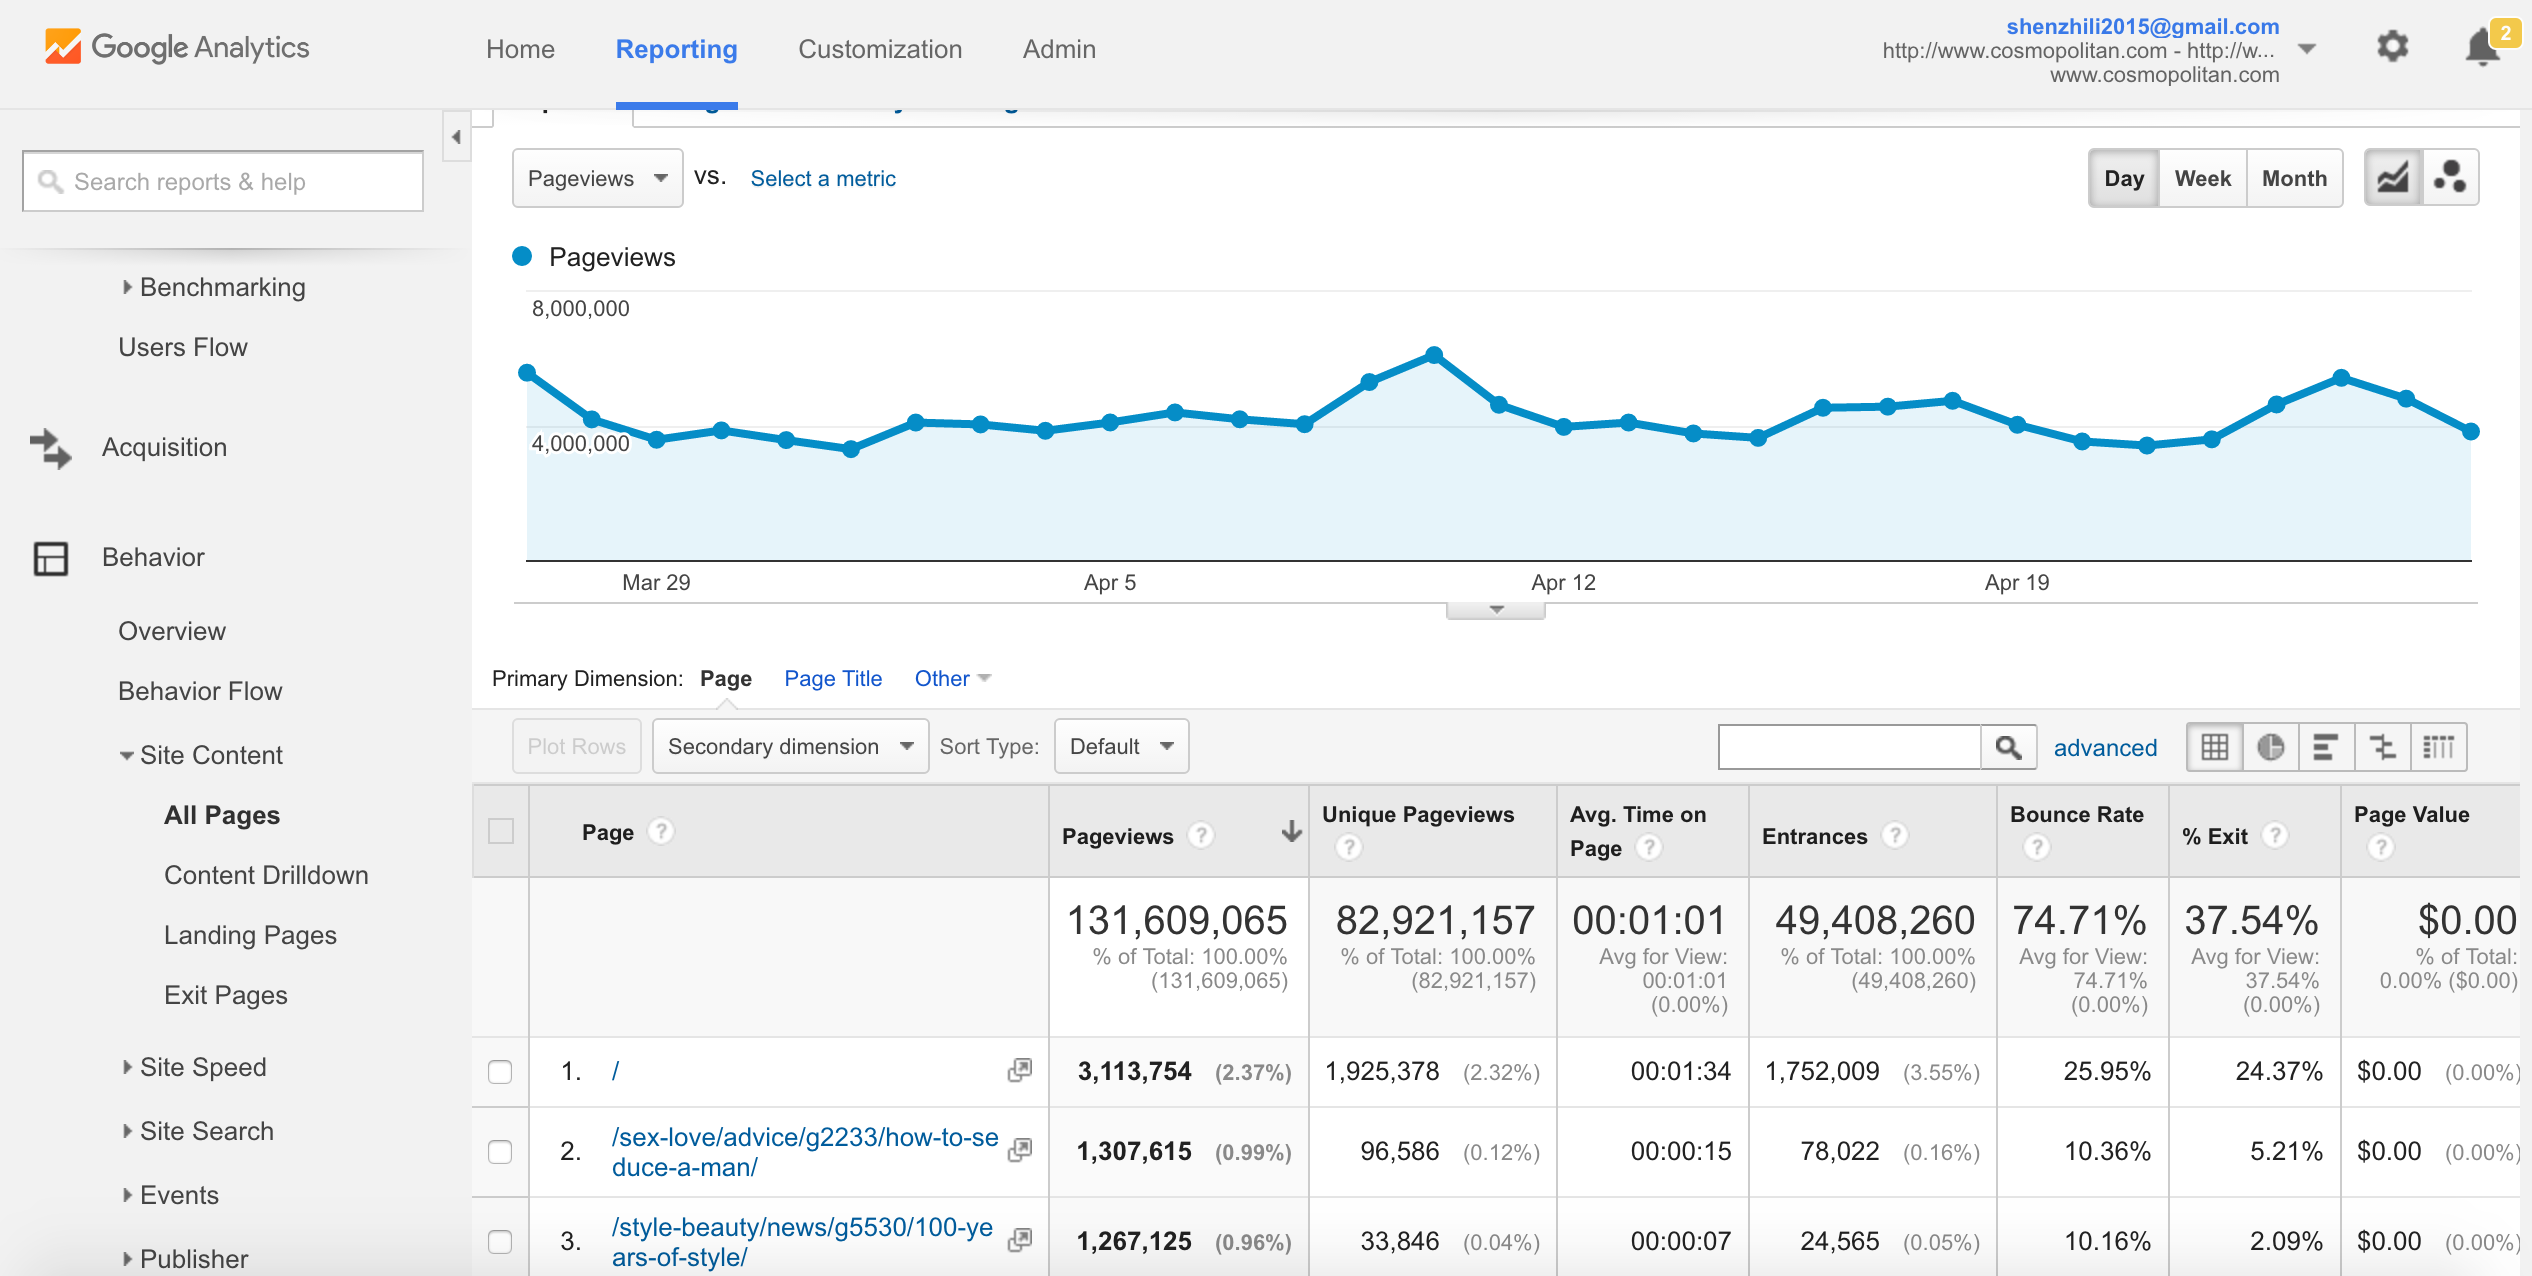 Google Analytics
Home Reporting Customization Admin
shenzhili2015@gmail.com
http://www.cosmopolitan.com - http://w...
www.cosmopolitan.com
2
Search reports & help
Benchmarking
Users Flow
Acquisition
Behavior
Overview
Behavior Flow
Site Content
All Pages
Content Drilldown
Landing Pages
Exit Pages
Site Speed
Site Search
Events
Publisher
Pageviews VS. Select a metric
Day Week Month
Pageviews
8,000,000
4,000,000
Mar 29 Apr 5 Apr 12 Apr 19
Primary Dimension: Page Page Title Other
Plot Rows Secondary dimension Sort Type: Default advanced
Page ? Pageviews ? Unique Pageviews ? Avg. Time on Page ? Entrances ? Bounce Rate ? % Exit ? Page Value ?
131,609,065 82,921,157 00:01:01 49,408,260 74.71% 37.54% $0.00
% of Total: 100.00% % of Total: 100.00% Avg for View: % of Total: 100.00% Avg for View: Avg for View: % of Total:
(131,609,065) (82,921,157) 00:01:01 (49,408,260) 74.71% 37.54% 0.00% ($0.00)
(0.00%) (0.00%) (0.00%)
1. / 3,113,754 (2.37%) 1,925,378 (2.32%) 00:01:34 1,752,009 (3.55%) 25.95% 24.37% $0.00 (0.00%)
2. /sex-love/advice/g2233/how-to-se
duce-a-man/ 1,307,615 (0.99%) 96,586 (0.12%) 00:00:15 78,022 (0.16%) 10.36% 5.21% $0.00 (0.00%)
3. /style-beauty/news/g5530/100-ye
ars-of-style/ 1,267,125 (0.96%) 33,846 (0.04%) 00:00:07 24,565 (0.05%) 10.16% 2.09% $0.00 (0.00%)